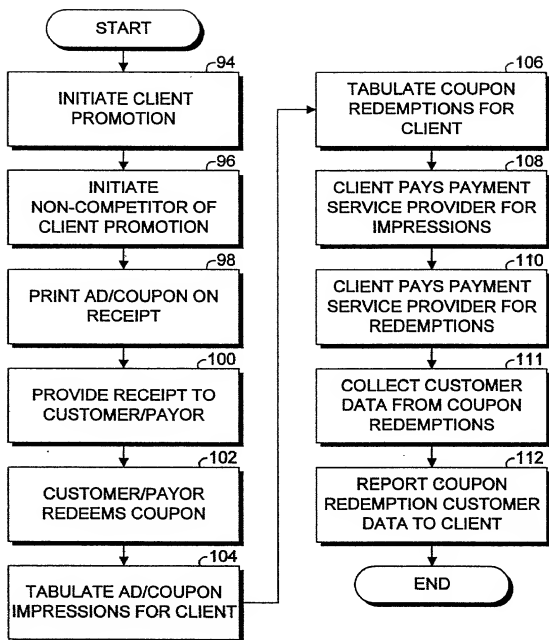 START
94
INITIATE CLIENT
PROMOTION
96
INITIATE
NON-COMPETITOR OF
CLIENT PROMOTION
98
PRINT AD/COUPON ON
RECEIPT
100
PROVIDE RECEIPT TO
CUSTOMER/PAYOR
102
CUSTOMER/PAYOR
REDEEMS COUPON
104
TABULATE AD/COUPON
IMPRESSIONS FOR CLIENT
106
TABULATE COUPON
REDEMPTIONS FOR
CLIENT
108
CLIENT PAYS PAYMENT
SERVICE PROVIDER FOR
IMPRESSIONS
110
CLIENT PAYS PAYMENT
SERVICE PROVIDER FOR
REDEMPTIONS
111
COLLECT CUSTOMER
DATA FROM COUPON
REDEMPTIONS
112
REPORT COUPON
REDEMPTION CUSTOMER
DATA TO CLIENT
END